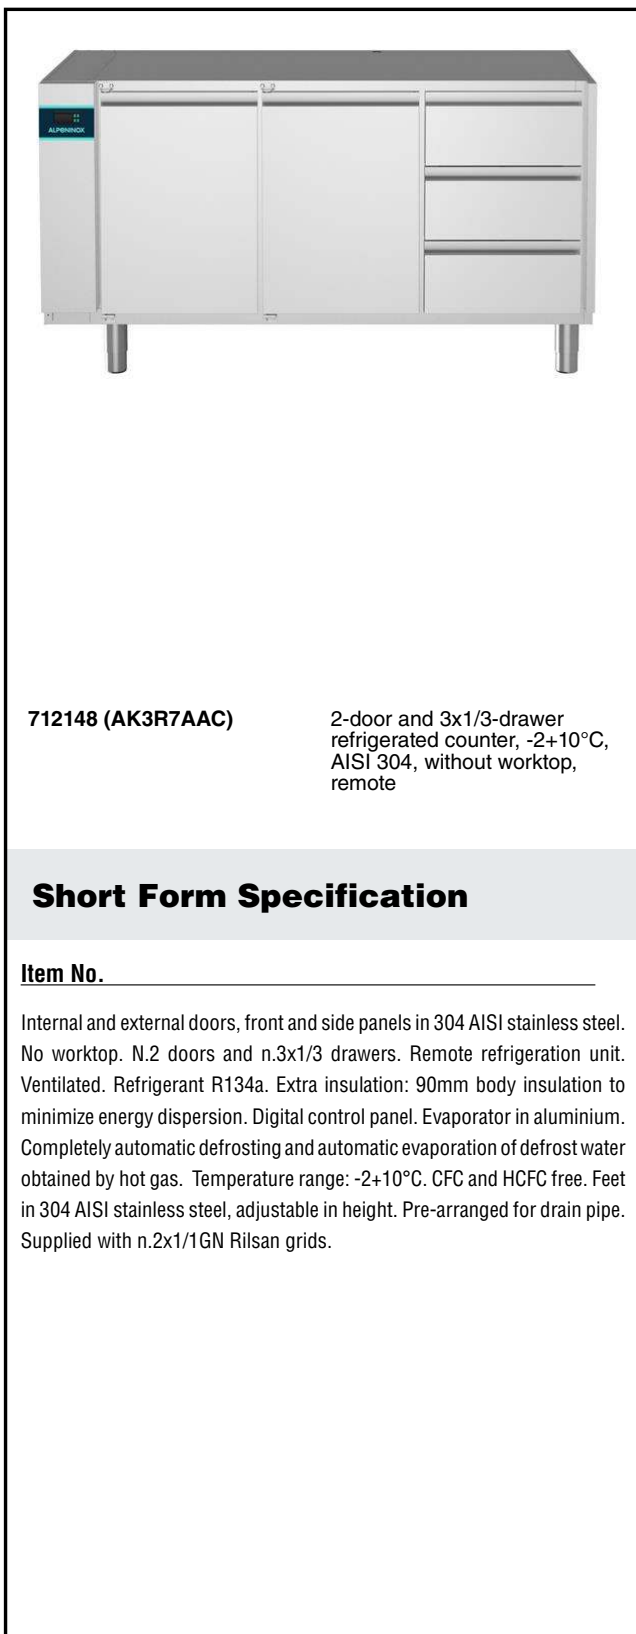 ALPENINOX
712148 (AK3R7AAC)
2-door and 3x1/3-drawer
refrigerated counter, -2+10°C,
AISI 304, without worktop,
remote
Short Form Specification
Item No.
Internal and external doors, front and side panels in 304 AISI stainless steel.
No worktop. N.2 doors and n.3x1/3 drawers. Remote refrigeration unit.
Ventilated. Refrigerant R134a. Extra insulation: 90mm body insulation to
minimize energy dispersion. Digital control panel. Evaporator in aluminium.
Completely automatic defrosting and automatic evaporation of defrost water
obtained by hot gas. Temperature range: -2+10°C. CFC and HCFC free. Feet
in 304 AISI stainless steel, adjustable in height. Pre-arranged for drain pipe.
Supplied with n.2x1/1GN Rilsan grids.